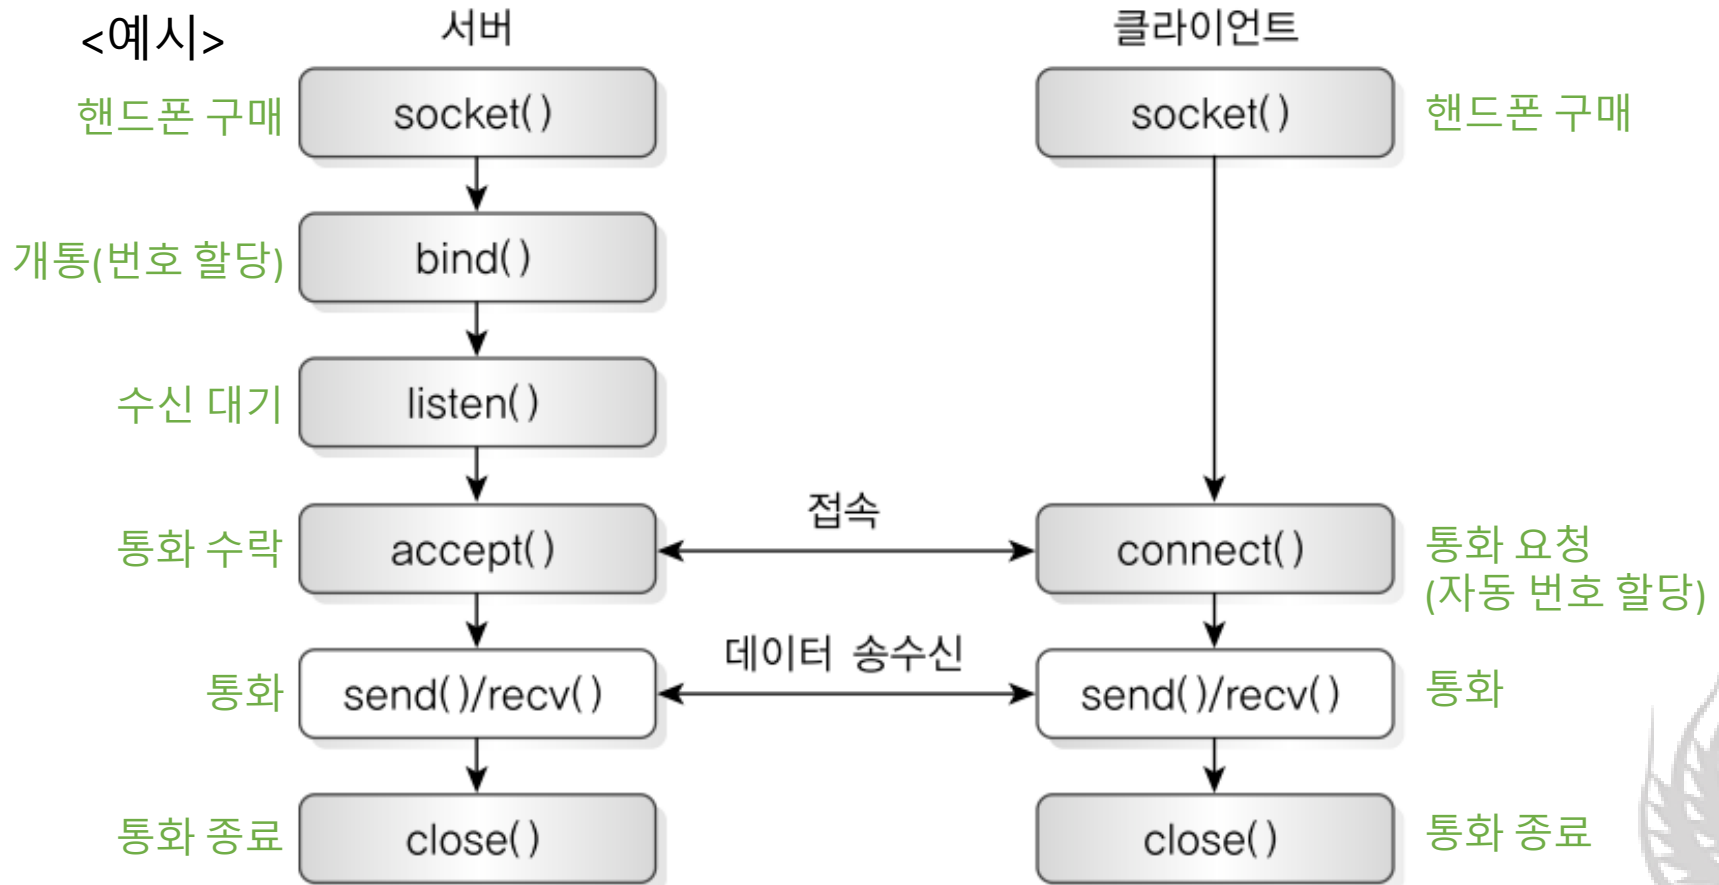 <예시>
서버
클라이언트
핸드폰 구매
socket()
socket()
핸드폰 구매
개통(번호 할당)
bind()
수신 대기
listen()
접속
통화 수락
accept()
connect()
통화 요청
(자동 번호 할당)
데이터 송수신
통화
send()/recv()
send()/recv()
통화
통화 종료
close()
close()
통화 종료